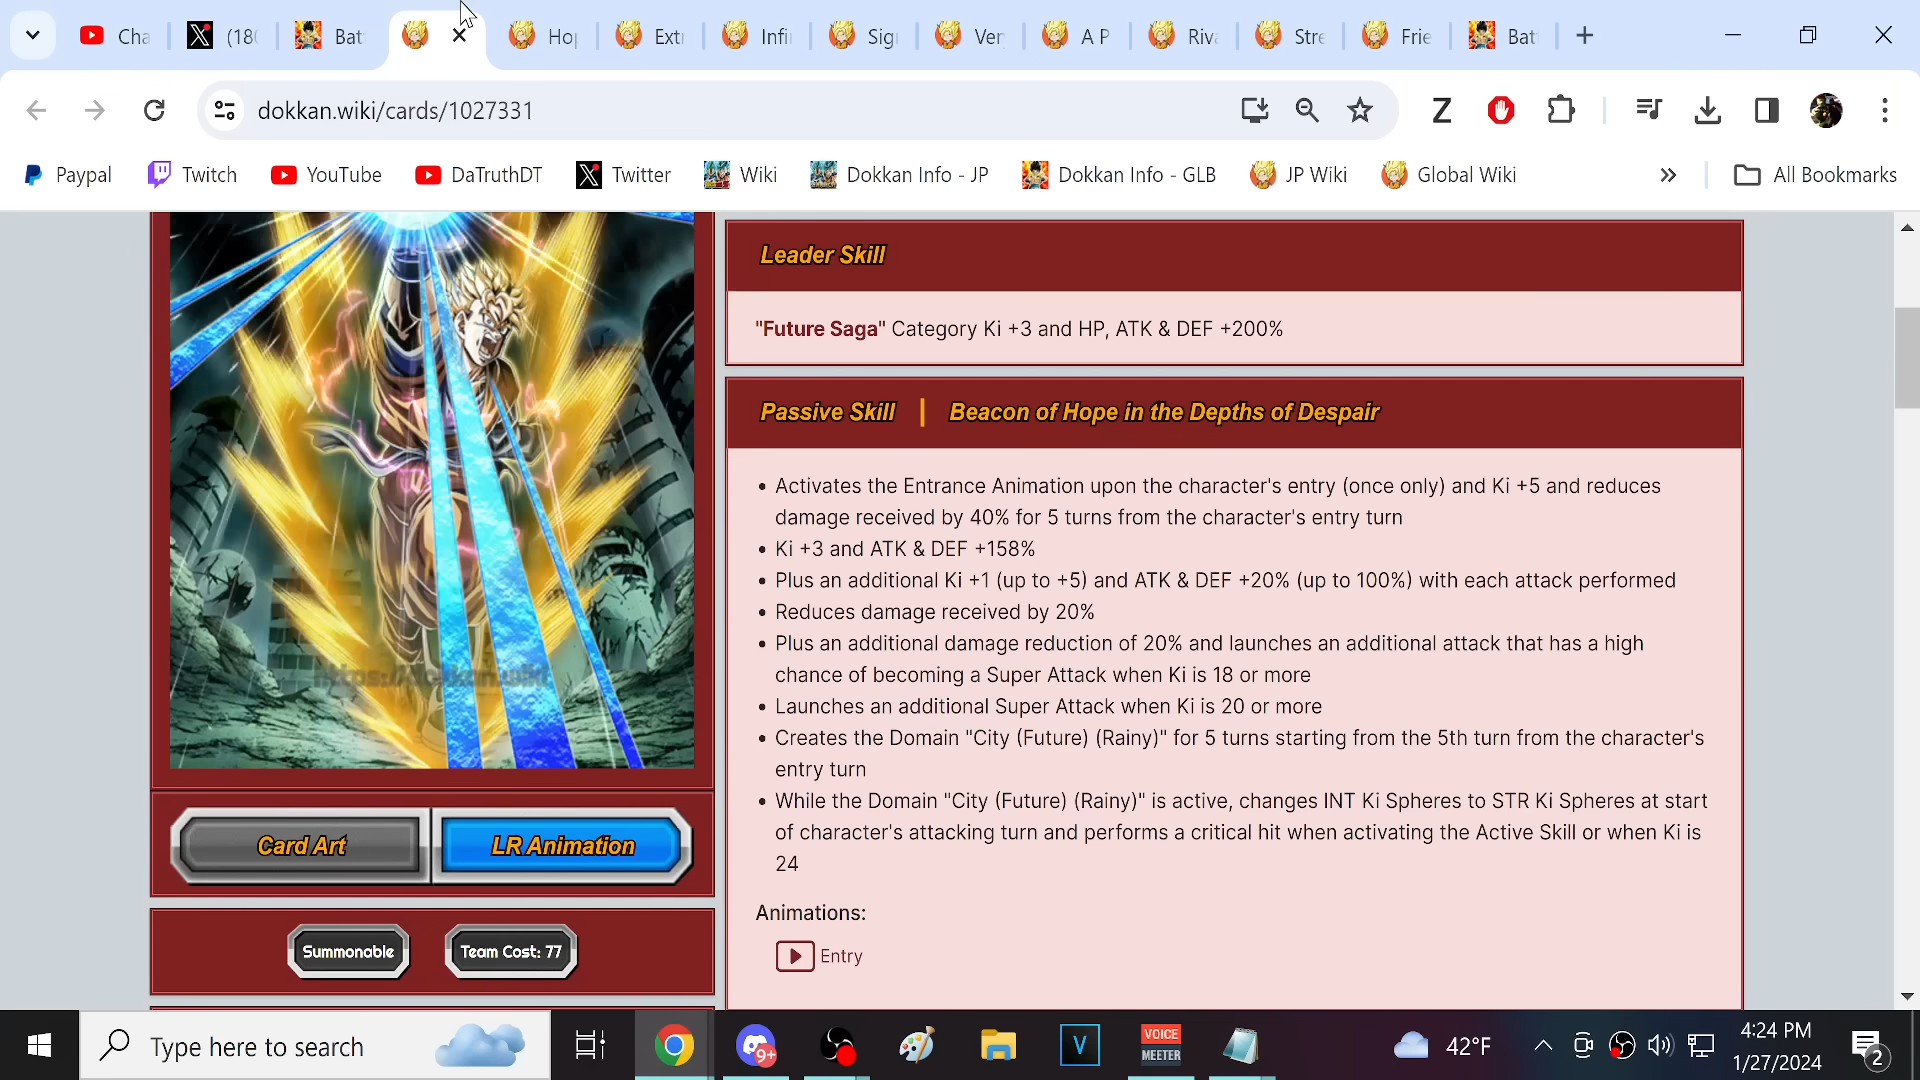 Cha
(180
Bat
Hop
Extr
Infi
Sig
Ver
A P
Riva
Stre
Frie
Bat
dokkan.wiki/cards/1027331
Z
Paypal
Twitch
YouTube
DaTruthDT
Twitter
Wiki
Dokkan Info - JP
Dokkan Info - GLB
JP Wiki
Global Wiki
»
All Bookmarks
Leader Skill
"Future Saga" Category Ki +3 and HP, ATK & DEF +200%
Passive Skill | Beacon of Hope in the Depths of Despair
• Activates the Entrance Animation upon the character's entry (once only) and Ki +5 and reduces
damage received by 40% for 5 turns from the character's entry turn
• Ki +3 and ATK & DEF +158%
• Plus an additional Ki +1 (up to +5) and ATK & DEF +20% (up to 100%) with each attack performed
• Reduces damage received by 20%
• Plus an additional damage reduction of 20% and launches an additional attack that has a high
chance of becoming a Super Attack when Ki is 18 or more
• Launches an additional Super Attack when Ki is 20 or more
• Creates the Domain "City (Future) (Rainy)" for 5 turns starting from the 5th turn from the character's
entry turn
• While the Domain "City (Future) (Rainy)" is active, changes INT Ki Spheres to STR Ki Spheres at start
of character's attacking turn and performs a critical hit when activating the Active Skill or when Ki is
24
Animations:
Entry
Card Art
LR Animation
Summonable
Team Cost: 77
Type here to search
9+
V
VOICE
MEETER
42°F
4:24 PM
1/27/2024
2